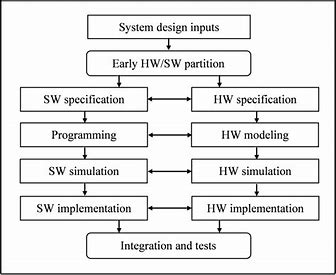 System design inputs
Early HW/SW partition
SW specification
HW specification
Programming
HW modeling
SW simulation
HW simulation
SW implementation
HW implementation
Integration and tests